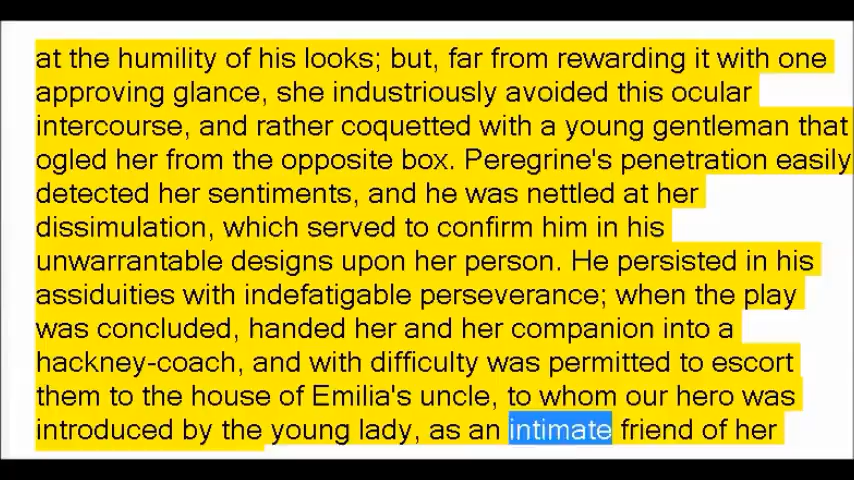 at the humility of his looks; but, far from rewarding it with one
approving glance, she industriously avoided this ocular
intercourse, and rather coquetted with a young gentleman that
ogled her from the opposite box. Peregrine's penetration easily
detected her sentiments, and he was nettled at her
dissimulation, which served to confirm him in his
unwarrantable designs upon her person. He persisted in his
assiduities with indefatigable perseverance; when the play
was concluded, handed her and her companion into a
hackney-coach, and with difficulty was permitted to escort
them to the house of Emilia's uncle, to whom our hero was
introduced by the young lady, as an intimate friend of her